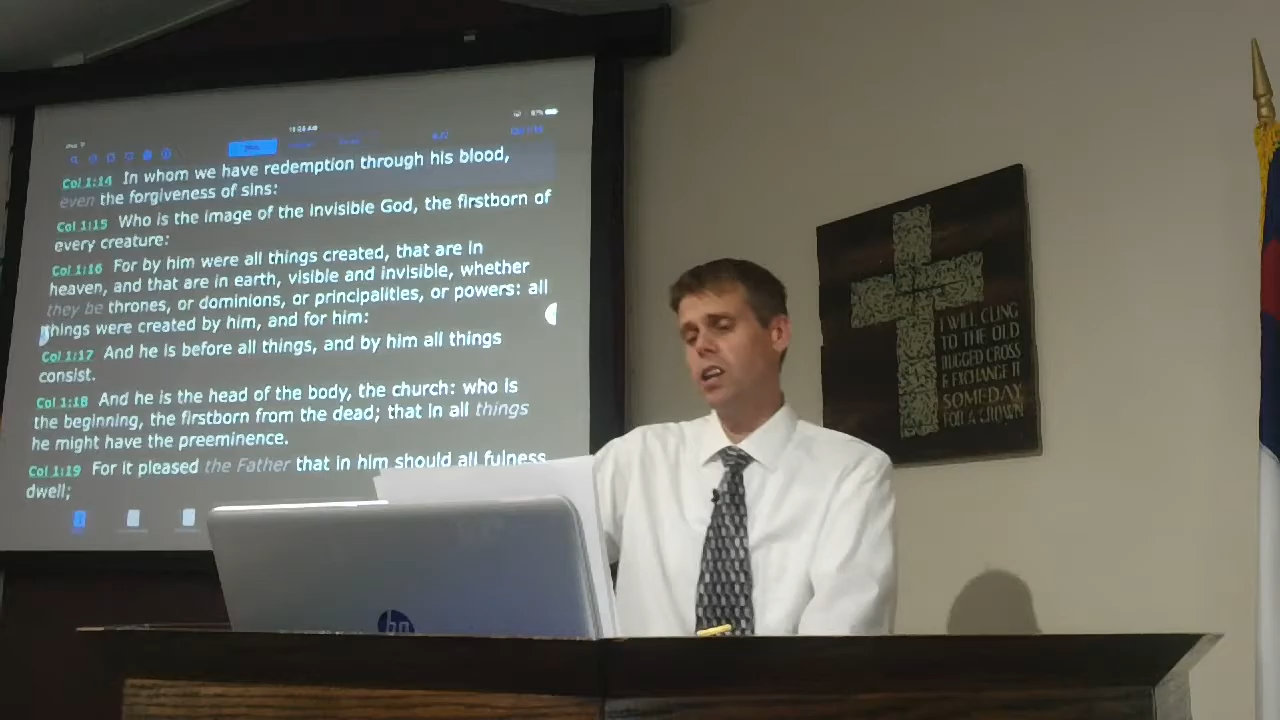 87%
Col 1:14 In whom we have redemption through his blood,
even the forgiveness of sins:
Col 1:15 Who is the image of the invisible God, the firstborn of
every creature:
Col 1:16 For by him were all things created, that are in
heaven, and that are in earth, visible and invisible, whether
they be thrones, or dominions, or principalities, or powers: all
things were created by him, and for him:
Col 1:17 And he is before all things, and by him all things
consist.
Col 1:18 And he is the head of the body, the church: who is
the beginning, the firstborn from the dead; that in all things
he might have the preeminence.
Col 1:19 For it pleased the Father that in him should all fulness
dwell;
hp
I WILL CLING
TO THE OLD
RUGGED CROSS
& EXCHANGE IT
SOMEDAY
FOR A CROWN